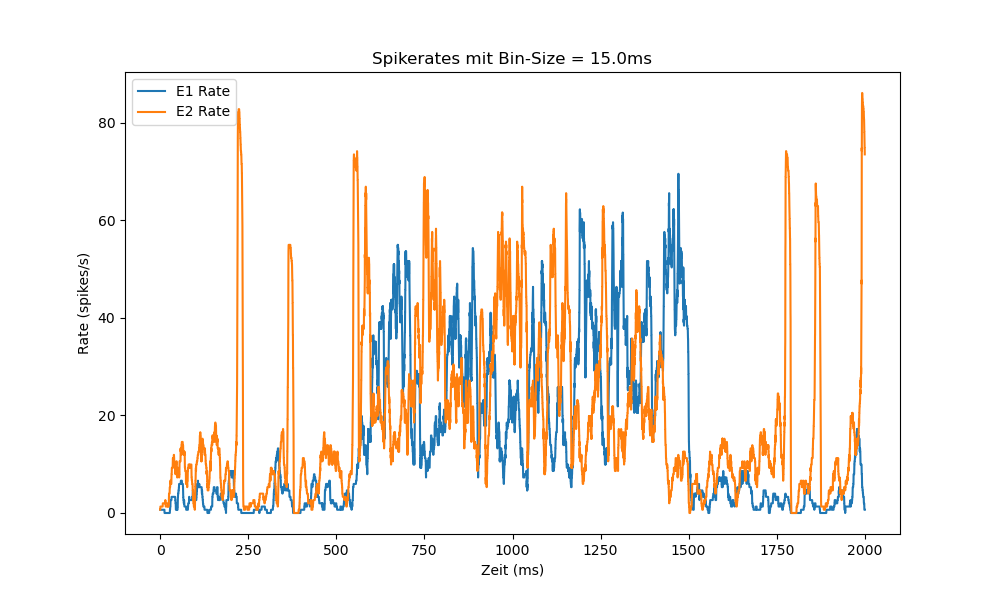 Spikerates mit Bin-Size = 15.0ms
E1 Rate
E2 Rate
80
60
40
20
0
Rate (spikes/s)
0 250 500 750 1000 1250 1500 1750 2000
Zeit (ms)